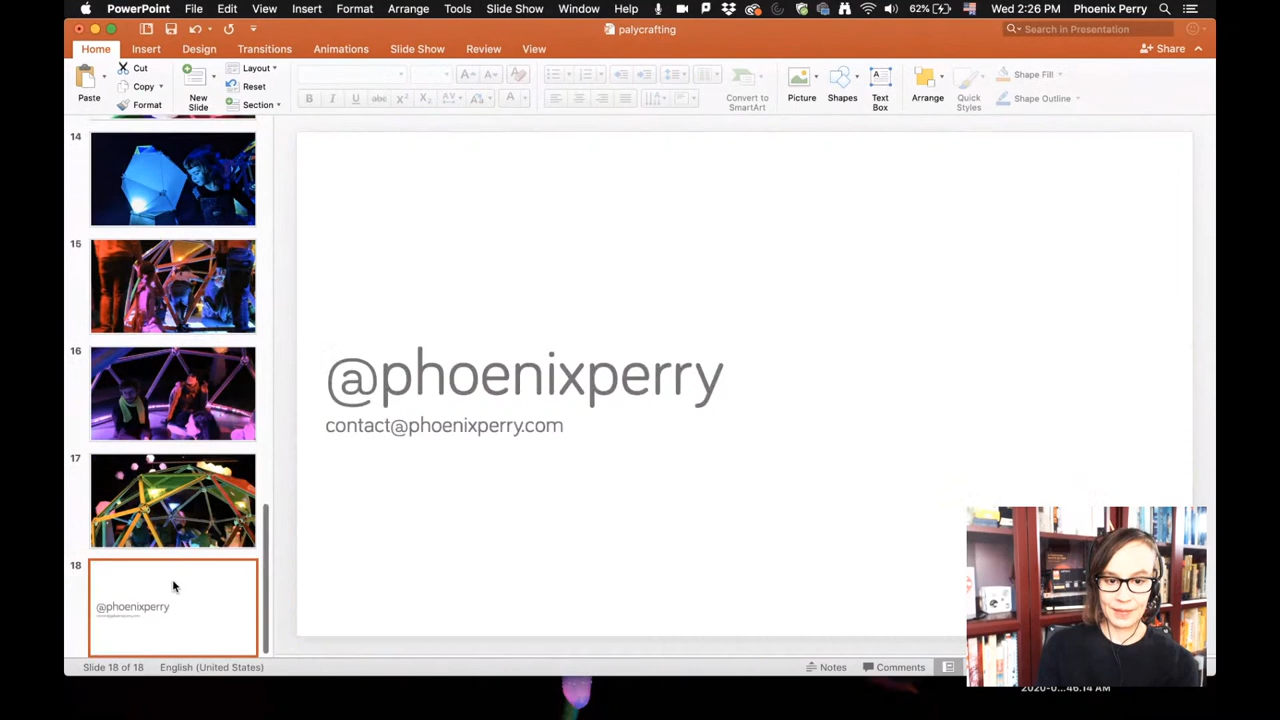 PowerPoint File Edit View Insert Format Arrange Tools Slide Show Window Help 62% Wed 2:26 PM Phoenix Perry
palycrafting
Search in Presentation
Home Insert Design Transitions Animations Slide Show Review View Share
Paste
Cut
Copy
Format
New Slide
Layout
Reset
Section
Convert to SmartArt
Picture
Shapes
Text Box
Arrange
Quick Styles
Shape Fill
Shape Outline
14
15
16
17
18
@phoenixperry
@phoenixperry
contact@phoenixperry.com
Slide 18 of 18 English (United States) Notes Comments